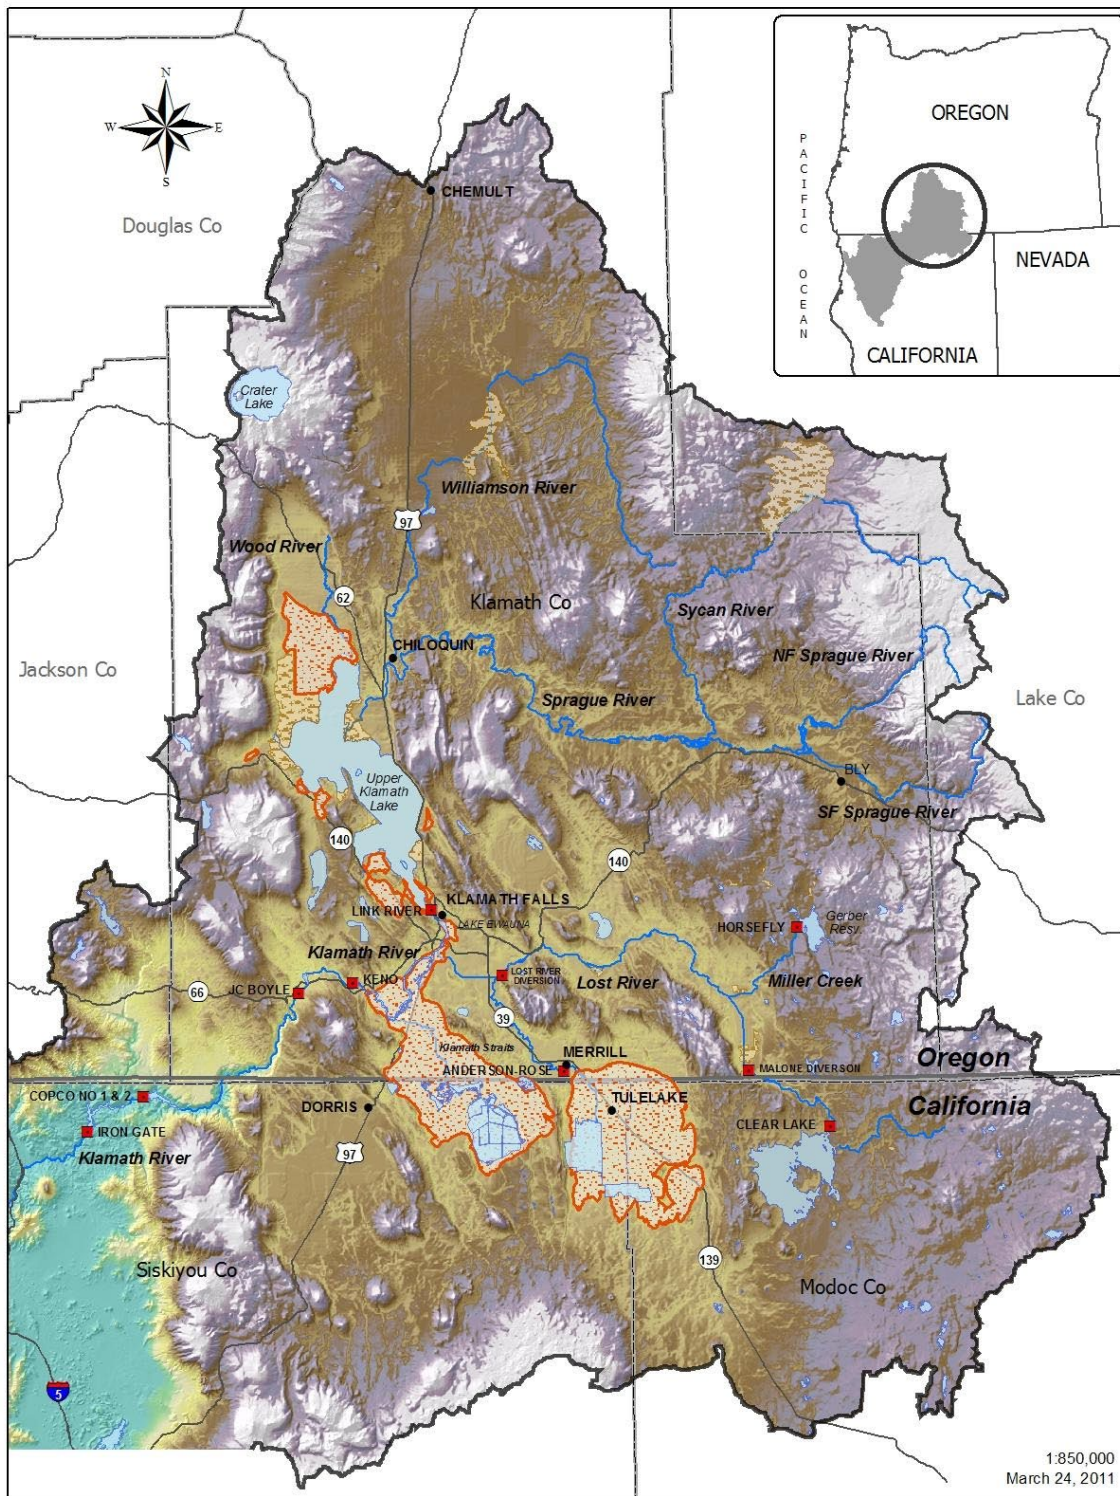 N
W
E
S
Douglas Co
CHEMULT
OREGON
PACIFIC OCEAN
NEVADA
CALIFORNIA
Crater
Lake
Williamson River
97
Wood River
62
Klamath Co
Sycan River
CHILOQUIN
NF Sprague River
Jackson Co
Sprague River
Lake Co
Upper
Klamath
Lake
BLY
SF Sprague River
140
140
KLAMATH FALLS
LINK RIVER
LAKE EWAUNA
HORSEFLY
Gerber
Resv.
Klamath River
KENO
LOST RIVER
DIVERSION
Lost River
Miller Creek
JC BOYLE
66
39
Klamath Straits
MERRILL
Oregon
ANDERSON-ROSE
MALONE DIVERSON
COPCO NO 1 & 2
DORRIS
TULELAKE
California
CLEAR LAKE
IRON GATE
Klamath River
97
139
Siskiyou Co
Modoc Co
5
1:850,000
March 24, 2011